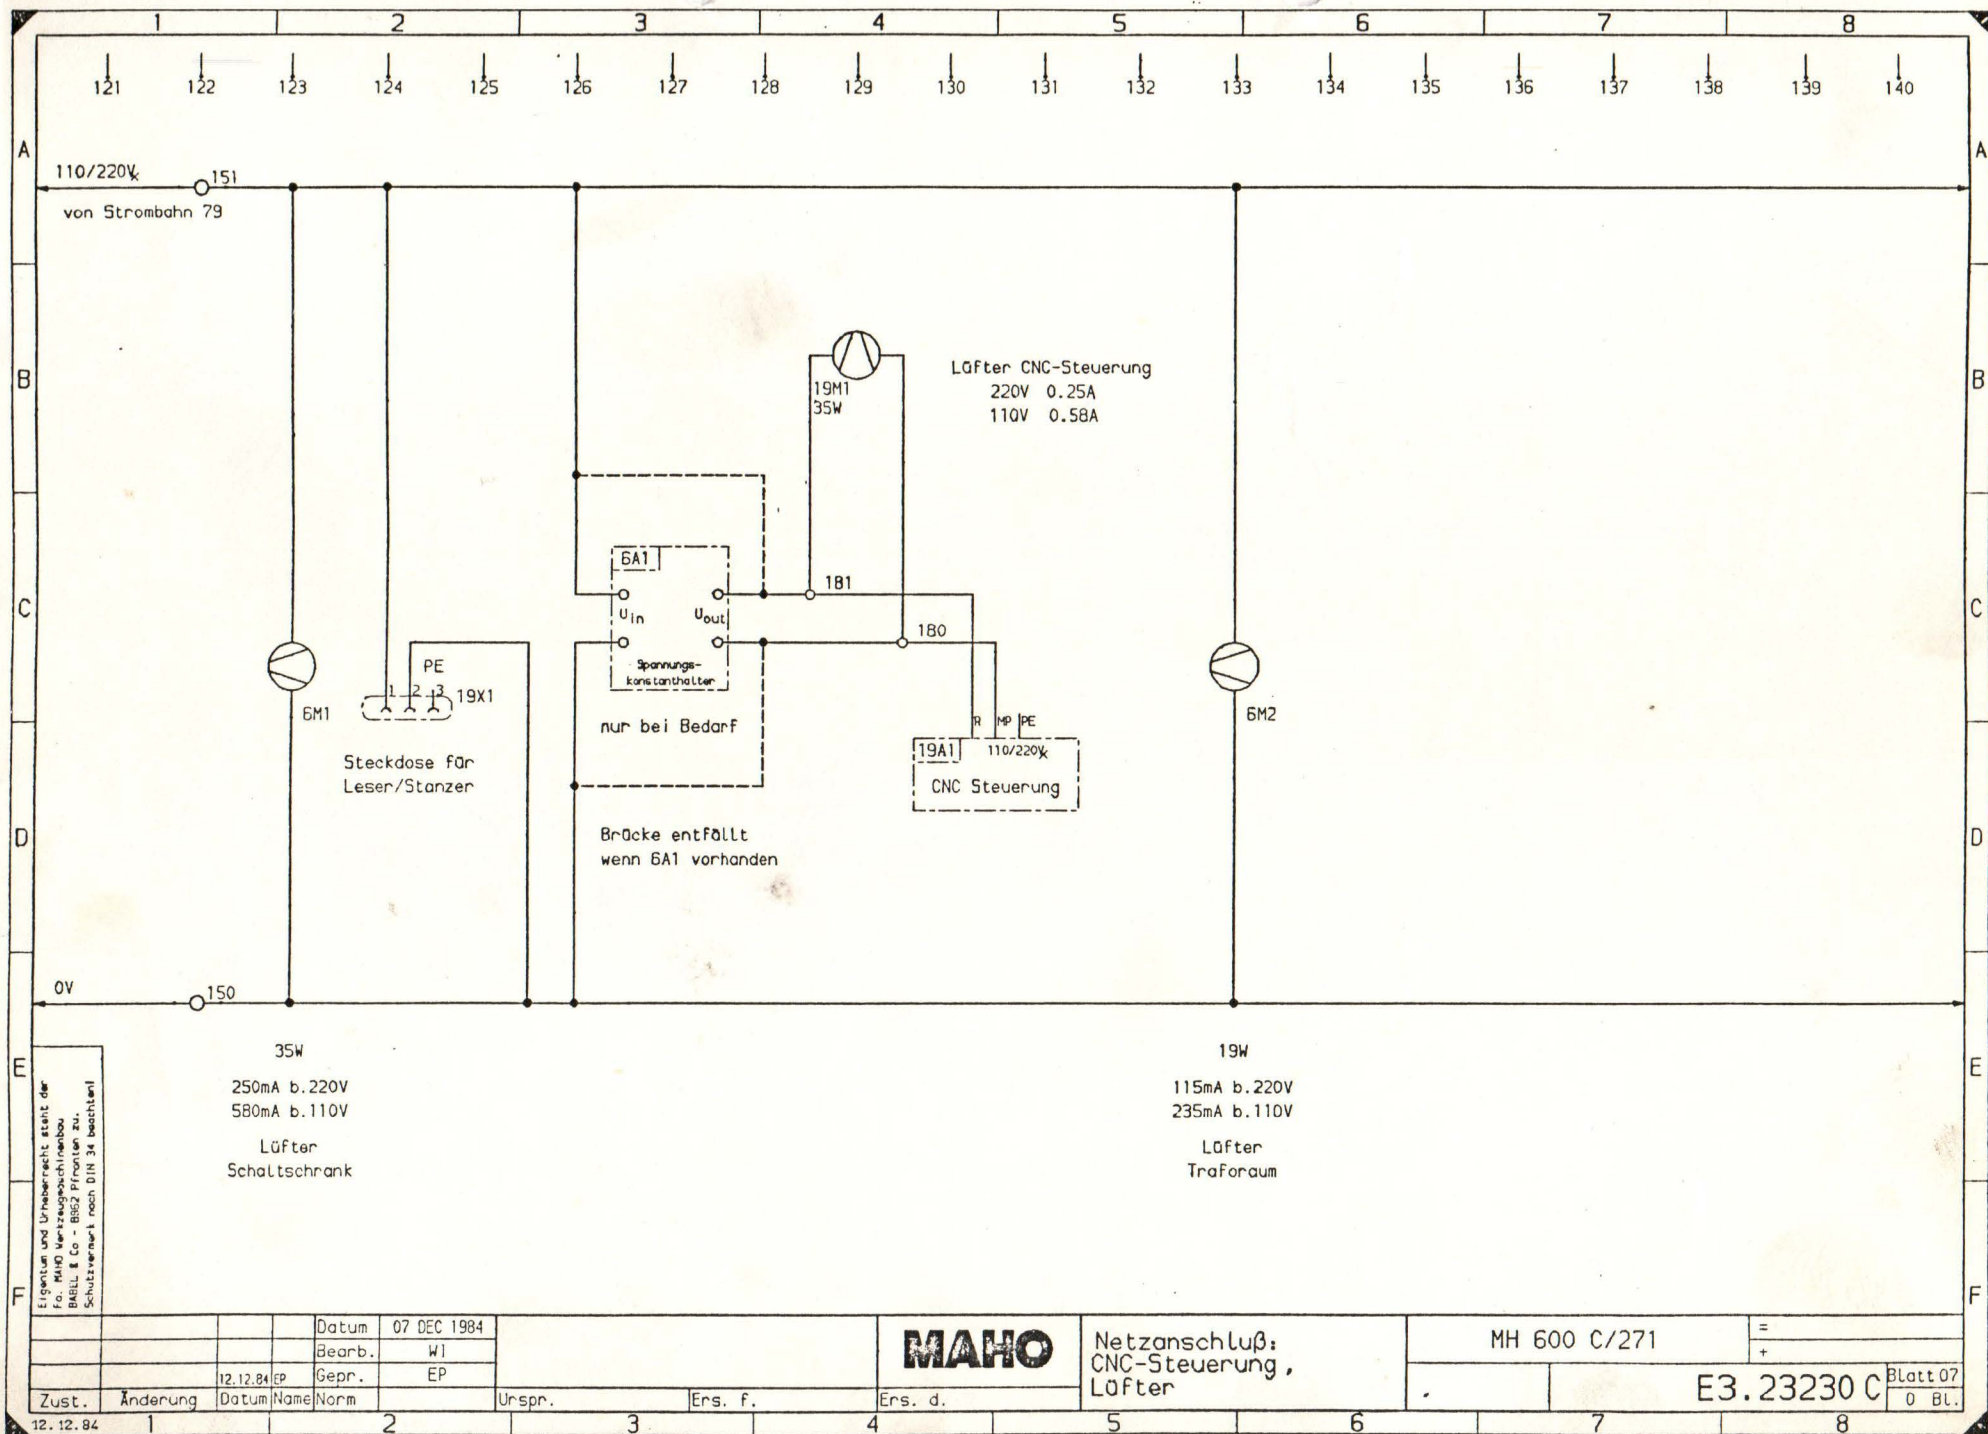 1 2 3 4 5 6 7 8
121 122 123 124 125 126 127 128 129 130 131 132 133 134 135 136 137 138 139 140
A A
110/220V
151
von Strombahn 79
B B
19M1
35W
Lüfter CNC-Steuerung
220V 0.25A
110V 0.58A
C C
6A1
Uin Uout
Spannungs-
konstanthalter
nur bei Bedarf
181
180
6M1
PE
1 2 3
19X1
Steckdose für
Leser/Stanzer
R MP PE
19A1 110/220V
CNC Steuerung
6M2
D D
Brücke entfällt
wenn 6A1 vorhanden
0V
150
E E
35W
250mA b.220V
580mA b.110V
Lüfter
Schaltschrank
19W
115mA b.220V
235mA b.110V
Lüfter
Traforaum
F F
Eigentum und Urheberrecht steht der
Fa. MAHO Werkzeugmaschinenbau
BABEL & Co - 8962 Pfronten zu.
Schutzvermerk nach DIN 34 beachten!
Datum 07 DEC 1984
Bearb. WI
12.12.84 EP Gepr. EP
Zust. Änderung Datum Name Norm
Urspr. Ers. f. Ers. d.
MAHO
Netzanschluß:
CNC-Steuerung,
Lüfter
MH 600 C/271
=
+
E3.23230 C
Blatt 07
0 Bl.
12.12.84
1 2 3 4 5 6 7 8